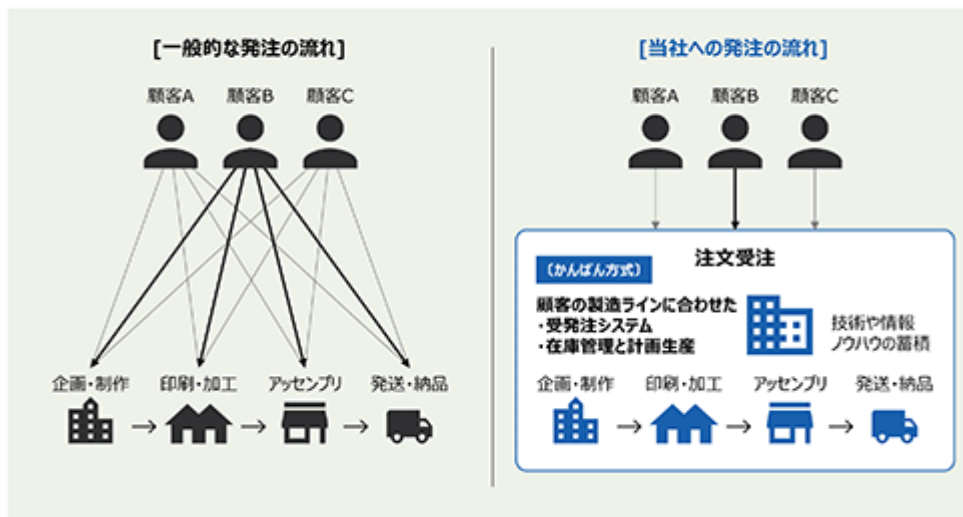 [一般的な発注の流れ]
顧客A 顧客B 顧客C
企画・制作 印刷・加工 アッセンブリ 発送・納品
[当社への発注の流れ]
顧客A 顧客B 顧客C
注文受注
(かんばん方式)
顧客の製造ラインに合わせた
・受発注システム
・在庫管理と計画生産
技術や情報
ノウハウの蓄積
企画・制作 印刷・加工 アッセンブリ 発送・納品